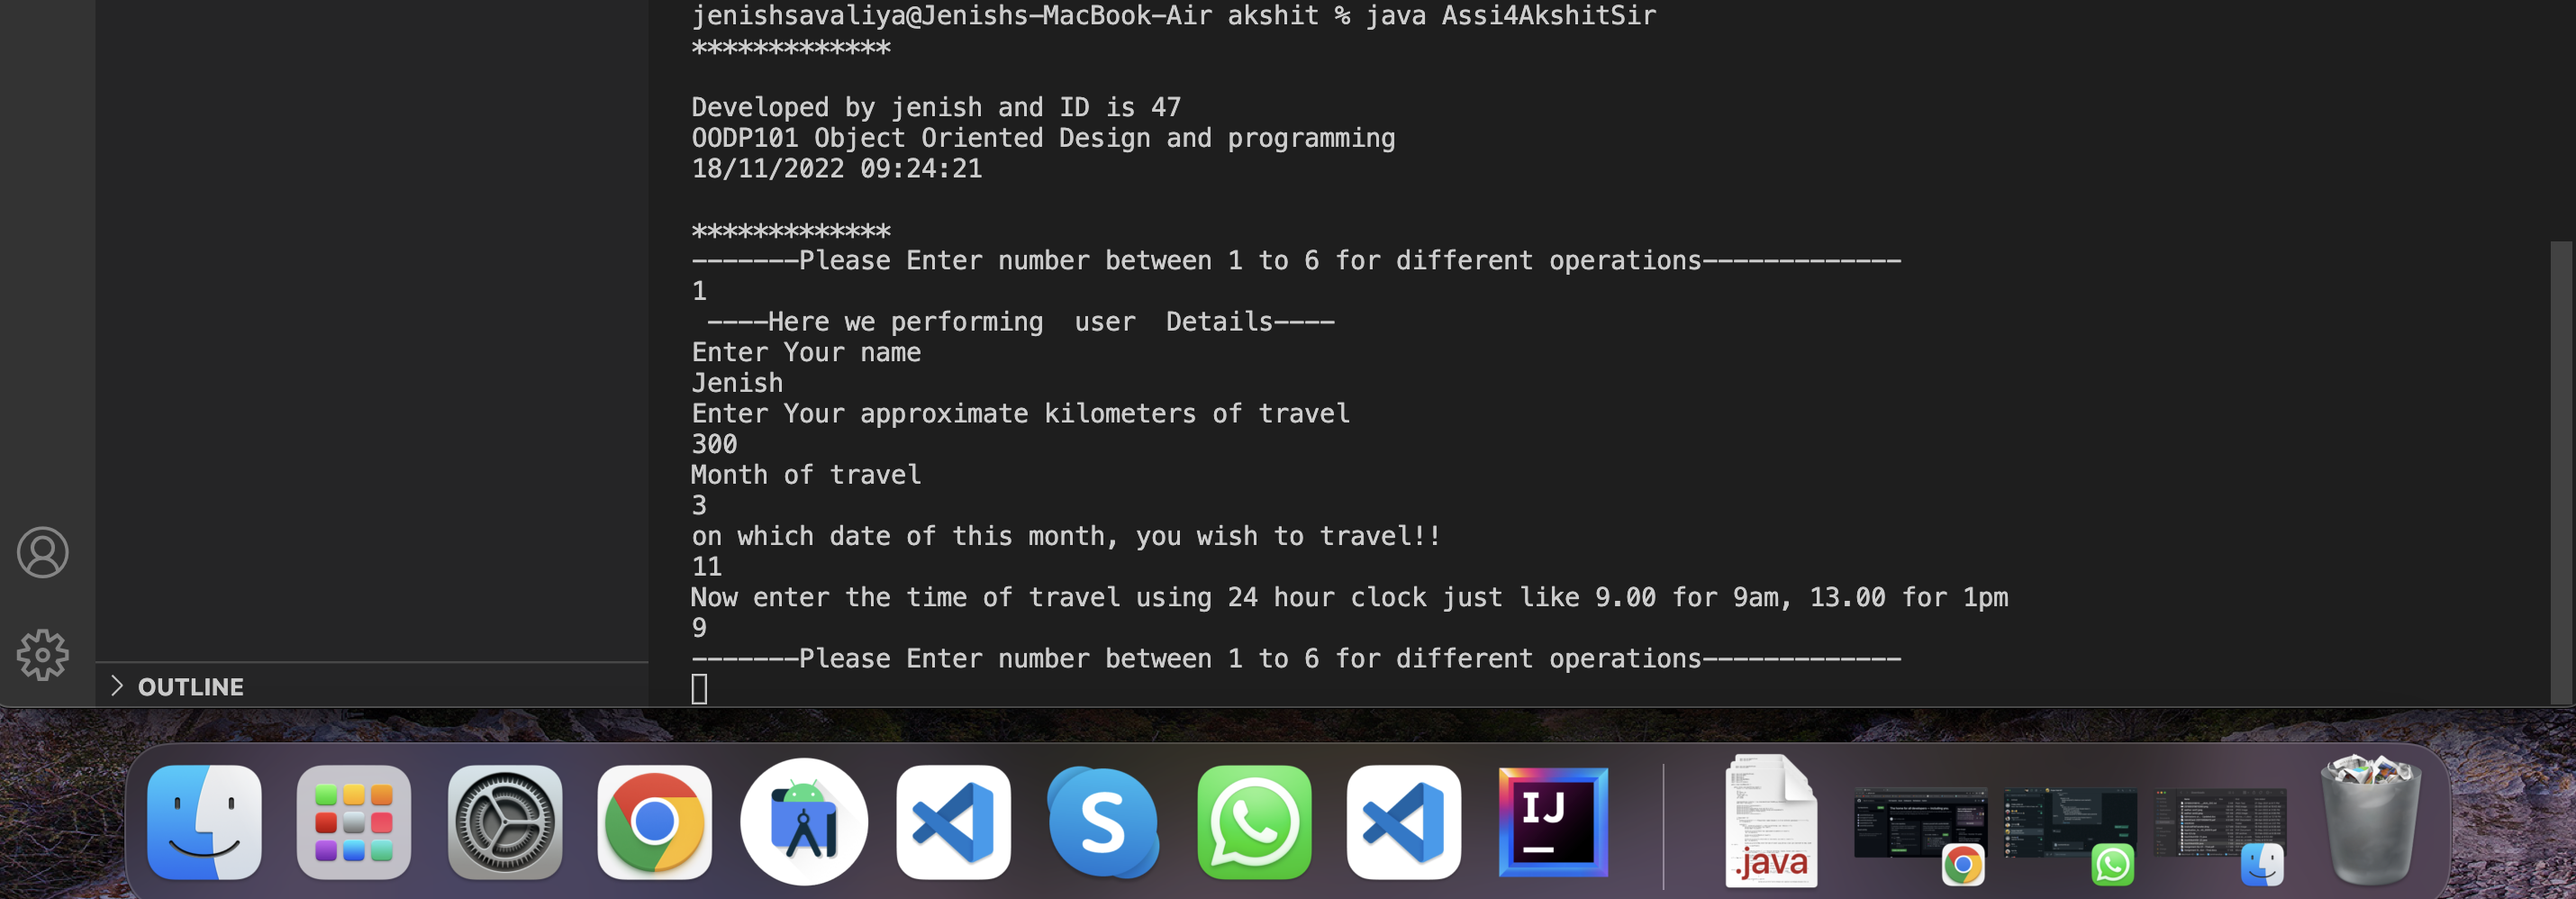 jenishsavaliya@Jenishs-MacBook-Air akshit % java Assi4AkshitSir
*************
Developed by jenish and ID is 47
OODP101 Object Oriented Design and programming
18/11/2022 09:24:21
*************
-------Please Enter number between 1 to 6 for different operations-------------
1
----Here we performing  user  Details----
Enter Your name
Jenish
Enter Your approximate kilometers of travel
300
Month of travel
3
on which date of this month, you wish to travel!!
11
Now enter the time of travel using 24 hour clock just like 9.00 for 9am, 13.00 for 1pm
9
-------Please Enter number between 1 to 6 for different operations-------------
OUTLINE
S
IJ
.java